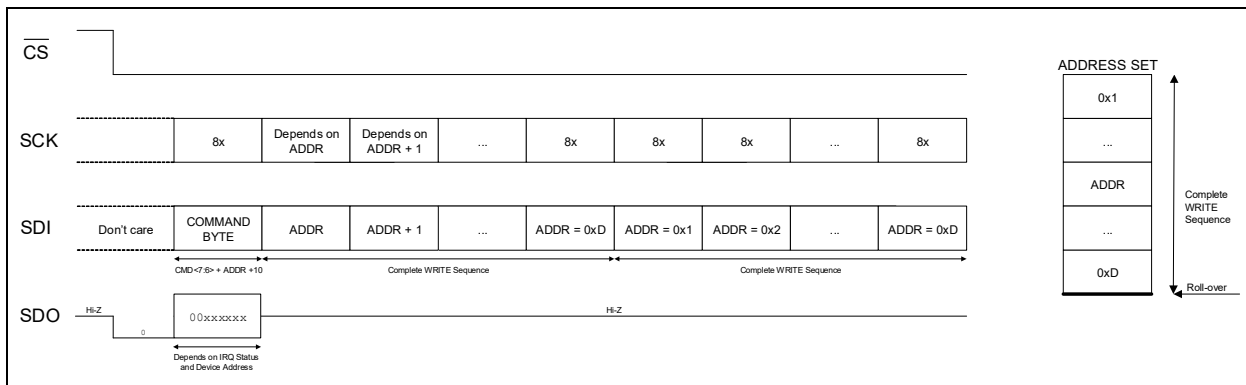 CS
ADDRESS SET
0x1
SCK
8x
Depends on
ADDR
Depends on
ADDR + 1
...
8x
8x
8x
...
8x
...
ADDR
Complete
WRITE
Sequence
SDI
Don't care
COMMAND
BYTE
ADDR
ADDR + 1
...
ADDR = 0xD
ADDR = 0x1
ADDR = 0x2
...
ADDR = 0xD
...
CMD<7:6> + ADDR +10
Complete WRITE Sequence
Complete WRITE Sequence
0xD
Roll-over
SDO
Hi-Z
0
00xxxxxx
Hi-Z
Depends on IRQ Status
and Device Address